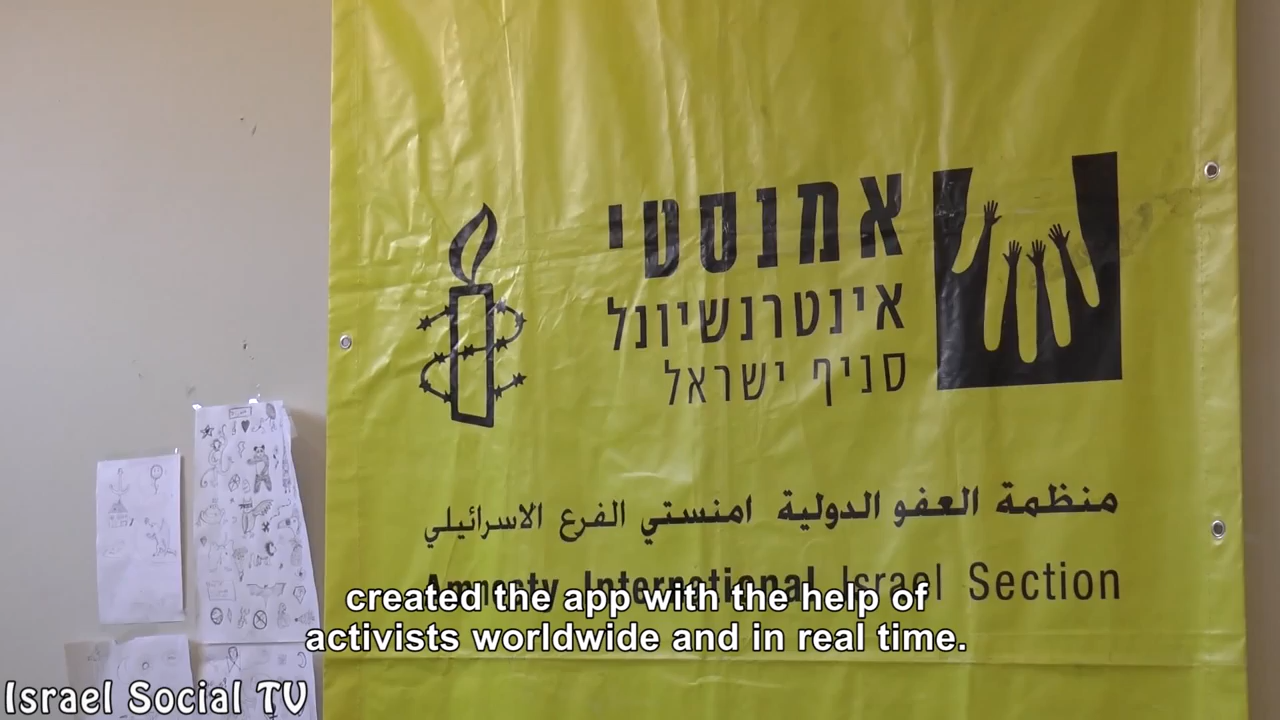 אמנסטי
אינטרנשיונל
סניף ישראל
منظمة العفو الدولية امنستي الفرع الاسرائيلي
Amnesty International Israel Section
created the app with the help of
activists worldwide and in real time.
Israel Social TV